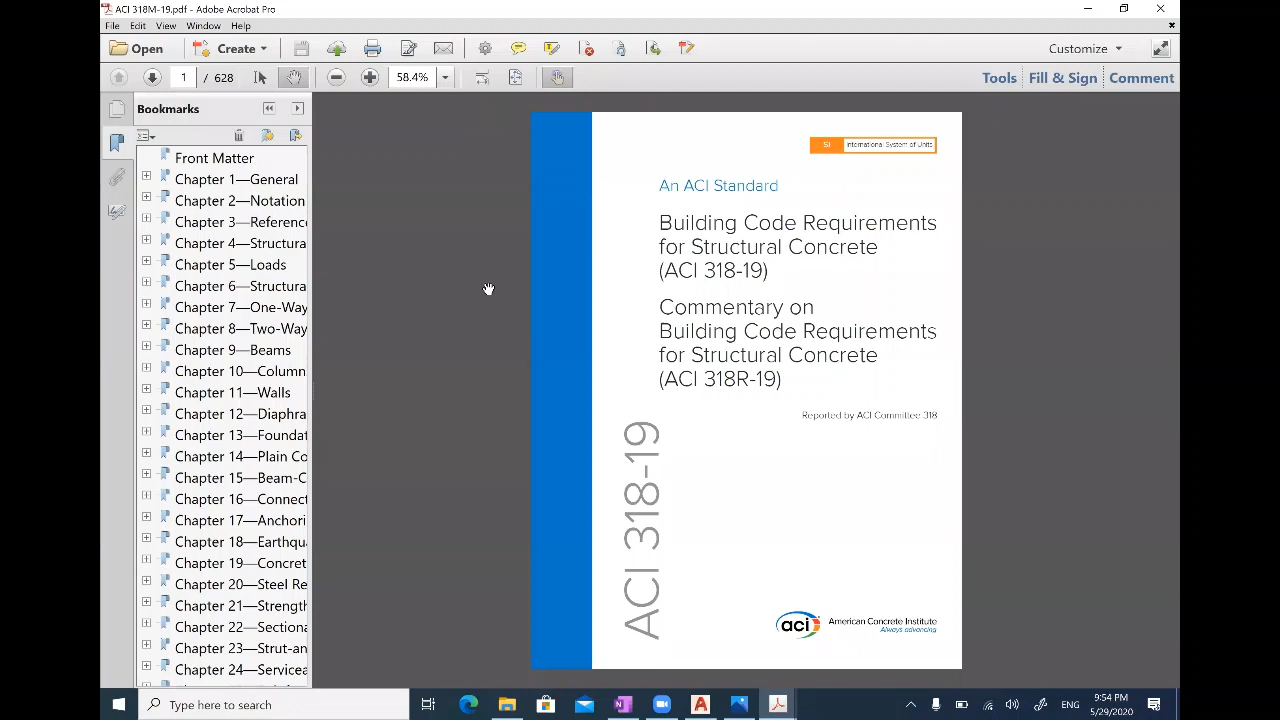 ACI 318M-19.pdf - Adobe Acrobat Pro
File Edit View Window Help
Open Create Customize
1 / 628 58.4% Tools Fill & Sign Comment
Bookmarks
Front Matter
Chapter 1—General
Chapter 2—Notation
Chapter 3—Referenc
Chapter 4—Structura
Chapter 5—Loads
Chapter 6—Structura
Chapter 7—One-Way
Chapter 8—Two-Way
Chapter 9—Beams
Chapter 10—Column
Chapter 11—Walls
Chapter 12—Diaphra
Chapter 13—Foundat
Chapter 14—Plain Co
Chapter 15—Beam-C
Chapter 16—Connect
Chapter 17—Anchori
Chapter 18—Earthqu
Chapter 19—Concret
Chapter 20—Steel Re
Chapter 21—Strength
Chapter 22—Sectiona
Chapter 23—Strut-an
Chapter 24—Servicea
SI International System of Units
An ACI Standard
Building Code Requirements
for Structural Concrete
(ACI 318-19)
Commentary on
Building Code Requirements
for Structural Concrete
(ACI 318R-19)
Reported by ACI Committee 318
ACI 318-19
aci American Concrete Institute
Always advancing
Type here to search
ENG
9:54 PM
5/29/2020